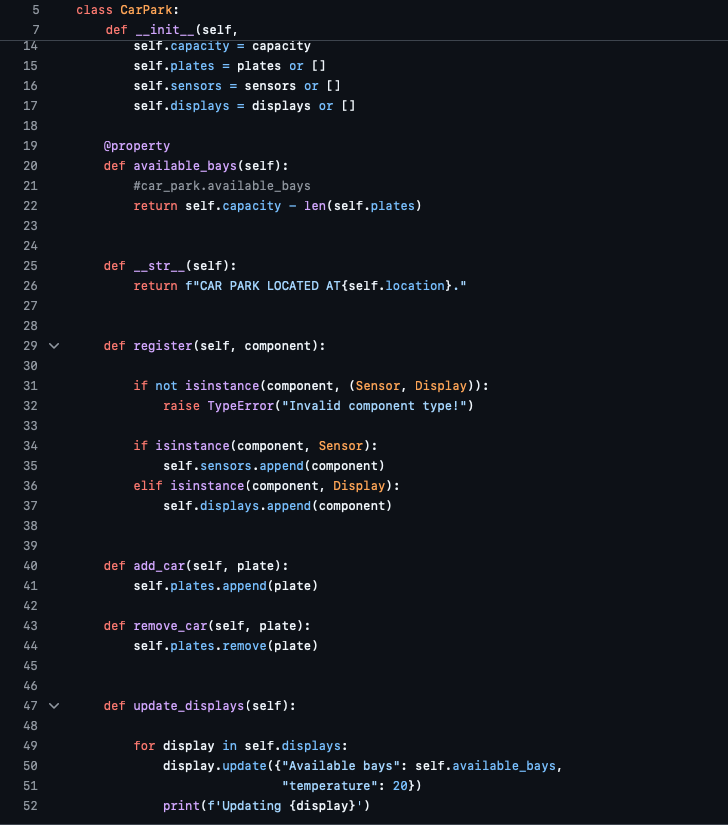 5 class CarPark:
7     def __init__(self,
14         self.capacity = capacity
15         self.plates = plates or []
16         self.sensors = sensors or []
17         self.displays = displays or []
18
19     @property
20     def available_bays(self):
21         #car_park.available_bays
22         return self.capacity - len(self.plates)
23
24
25     def __str__(self):
26         return f"CAR PARK LOCATED AT{self.location}."
27
28
29     def register(self, component):
30
31         if not isinstance(component, (Sensor, Display)):
32             raise TypeError("Invalid component type!")
33
34         if isinstance(component, Sensor):
35             self.sensors.append(component)
36         elif isinstance(component, Display):
37             self.displays.append(component)
38
39
40     def add_car(self, plate):
41         self.plates.append(plate)
42
43     def remove_car(self, plate):
44         self.plates.remove(plate)
45
46
47     def update_displays(self):
48
49         for display in self.displays:
50             display.update({"Available bays": self.available_bays,
51                             "temperature": 20})
52             print(f'Updating {display}')